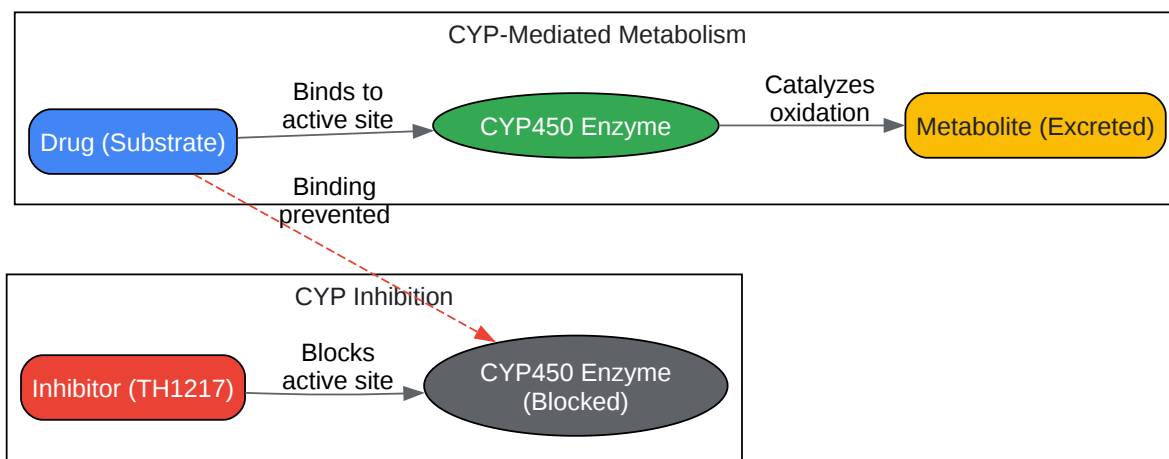 CYP-Mediated Metabolism
Drug (Substrate)
Binds to
active site
CYP450 Enzyme
Catalyzes
oxidation
Metabolite (Excreted)
Binding
prevented
CYP Inhibition
Inhibitor (TH1217)
Blocks
active site
CYP450 Enzyme
(Blocked)